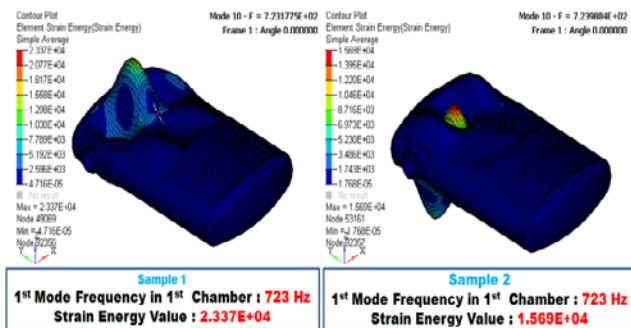 Contour Plot
Element Strain Energy(Strain Energy)
Simple Average
2.337E+04
2.077E+04
1.817E+04
1.558E+04
1.298E+04
1.038E+04
7.789E+03
5.192E+03
2.596E+03
4.716E-05
No result
Max = 2.337E+04
Node 49089
Min = 4.716E-05
Mode 10 - F = 7.231775E+02
Frame 1 : Angle 0.000000
Y
X
Sample 1
1st Mode Frequency in 1st Chamber : 723 Hz
Strain Energy Value : 2.337E+04
Contour Plot
Element Strain Energy(Strain Energy)
Simple Average
1.569E+04
1.395E+04
1.220E+04
1.046E+04
8.716E+03
6.973E+03
5.230E+03
3.486E+03
1.743E+03
1.768E-05
No result
Max = 1.569E+04
Node 53161
Min = 1.768E-05
Mode 10 - F = 7.239884E+02
Frame 1 : Angle 0.000000
Y
X
Sample 2
1st Mode Frequency in 1st Chamber : 723 Hz
Strain Energy Value : 1.569E+04